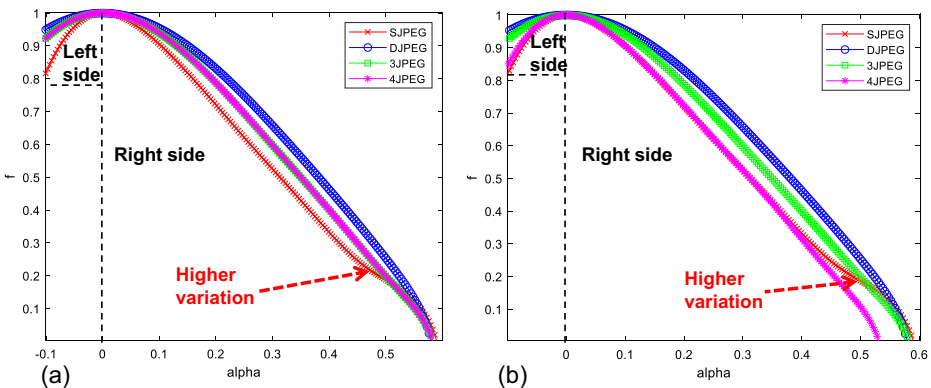 1
0.9
0.8
0.7
0.6
0.5
0.4
0.3
0.2
0.1
f
-0.1
0
0.1
0.2
0.3
0.4
0.5
alpha
Left
side
Right side
Higher
variation
SJPEG
DJPEG
3JPEG
4JPEG
(a)
1
0.9
0.8
0.7
0.6
0.5
0.4
0.3
0.2
0.1
f
0
0.1
0.2
0.3
0.4
0.5
0.6
alpha
Left
side
Right side
Higher
variation
SJPEG
DJPEG
3JPEG
4JPEG
(b)